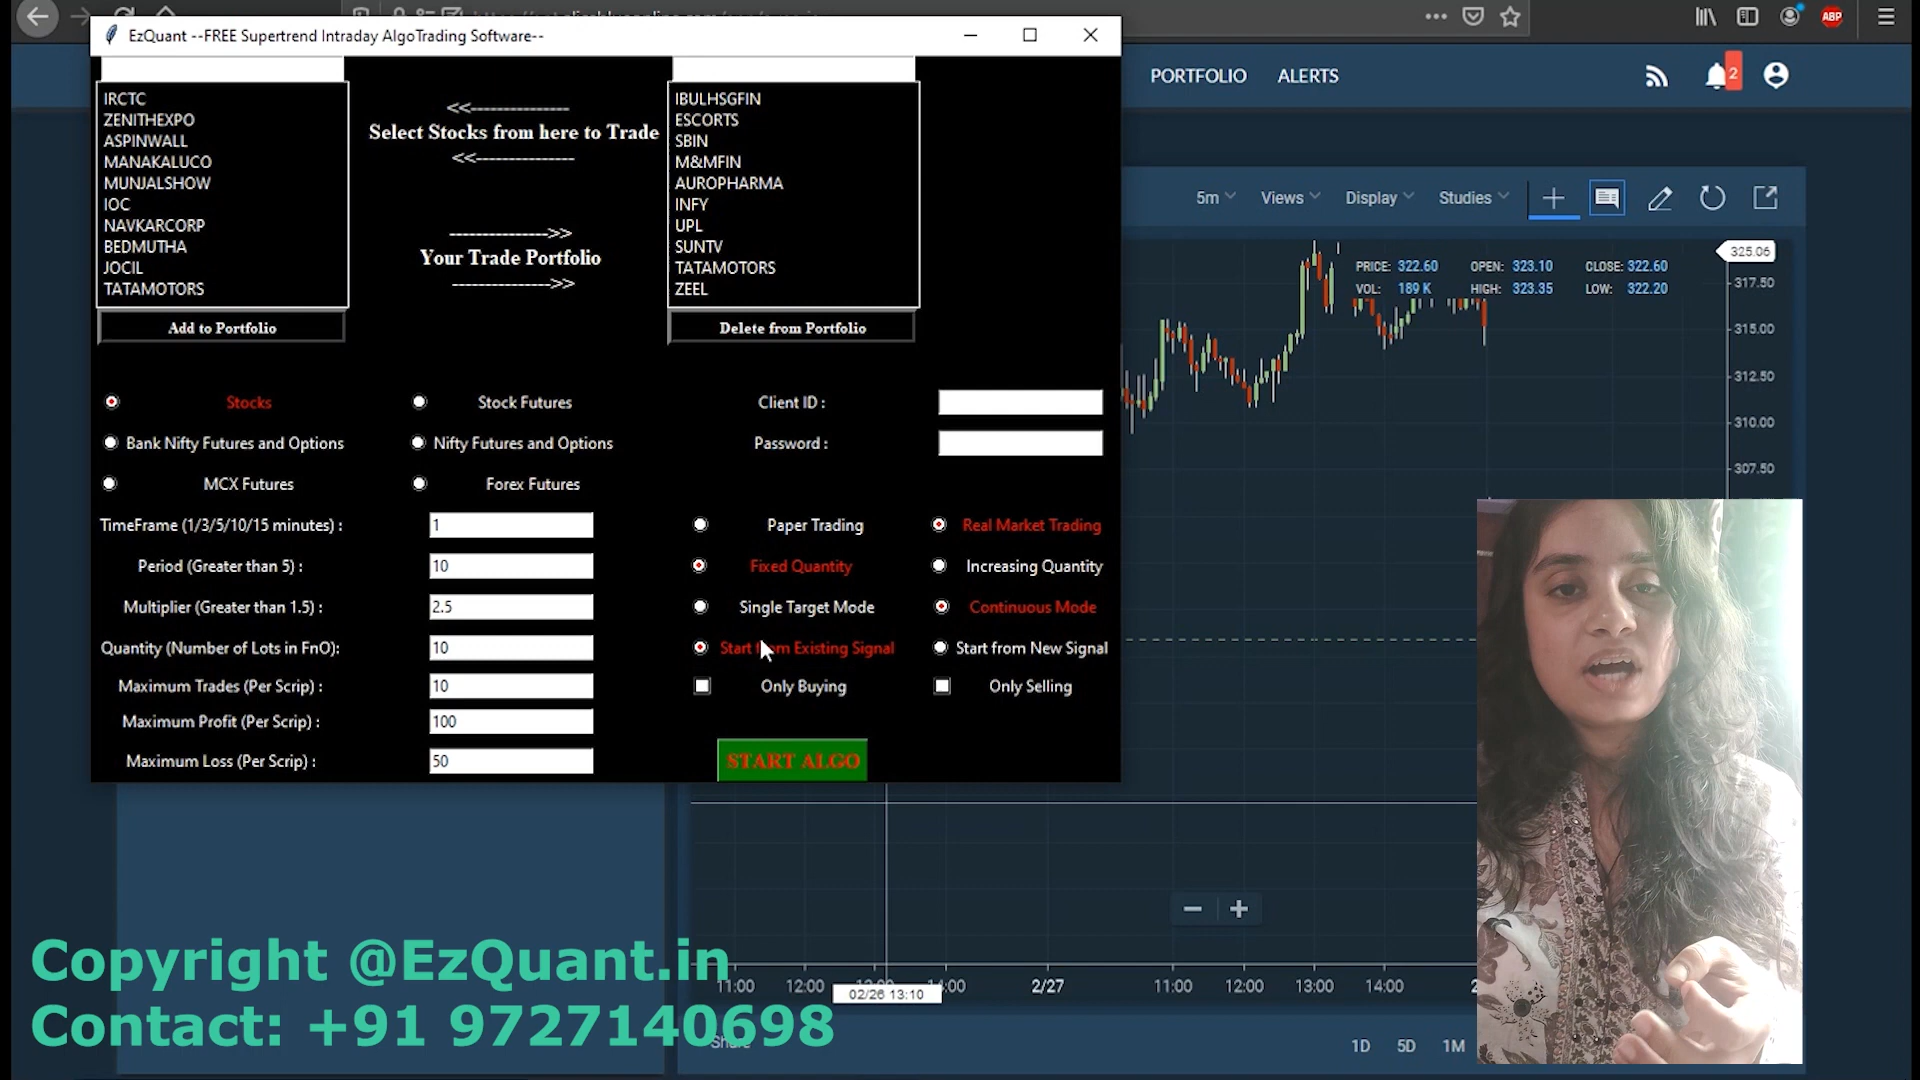 EzQuant --FREE Supertrend Intraday AlgoTrading Software--
PORTFOLIO ALERTS
2
ABP
IRCTC
ZENITHEXPO
ASPINWALL
MANAKALUCO
MUNJALSHOW
IOC
NAVKARCORP
BEDMUTHA
JOCIL
TATAMOTORS
Add to Portfolio
<<--------------
Select Stocks from here to Trade
<<--------------
-------------->>
Your Trade Portfolio
-------------->>
IBULHSGFIN
ESCORTS
SBIN
M&MFIN
AUROPHARMA
INFY
UPL
SUNTV
TATAMOTORS
ZEEL
Delete from Portfolio
Stocks
Stock Futures
Bank Nifty Futures and Options
Nifty Futures and Options
MCX Futures
Forex Futures
Client ID :
Password :
TimeFrame (1/3/5/10/15 minutes) : 1
Period (Greater than 5) : 10
Multiplier (Greater than 1.5) : 2.5
Quantity (Number of Lots in FnO): 10
Maximum Trades (Per Scrip) : 10
Maximum Profit (Per Scrip) : 100
Maximum Loss (Per Scrip) : 50
Paper Trading
Real Market Trading
Fixed Quantity
Increasing Quantity
Single Target Mode
Continuous Mode
Start from Existing Signal
Start from New Signal
Only Buying
Only Selling
START ALGO
5m Views Display Studies
PRICE: 322.60 OPEN: 323.10 CLOSE: 322.60
VOL: 189 K HIGH: 323.35 LOW: 322.20
325.06
317.50
315.00
312.50
310.00
307.50
11:00 12:00 02/26 13:10 2/27 11:00 12:00 13:00 14:00
Share
1D 5D 1M
Copyright @EzQuant.in
Contact: +91 9727140698